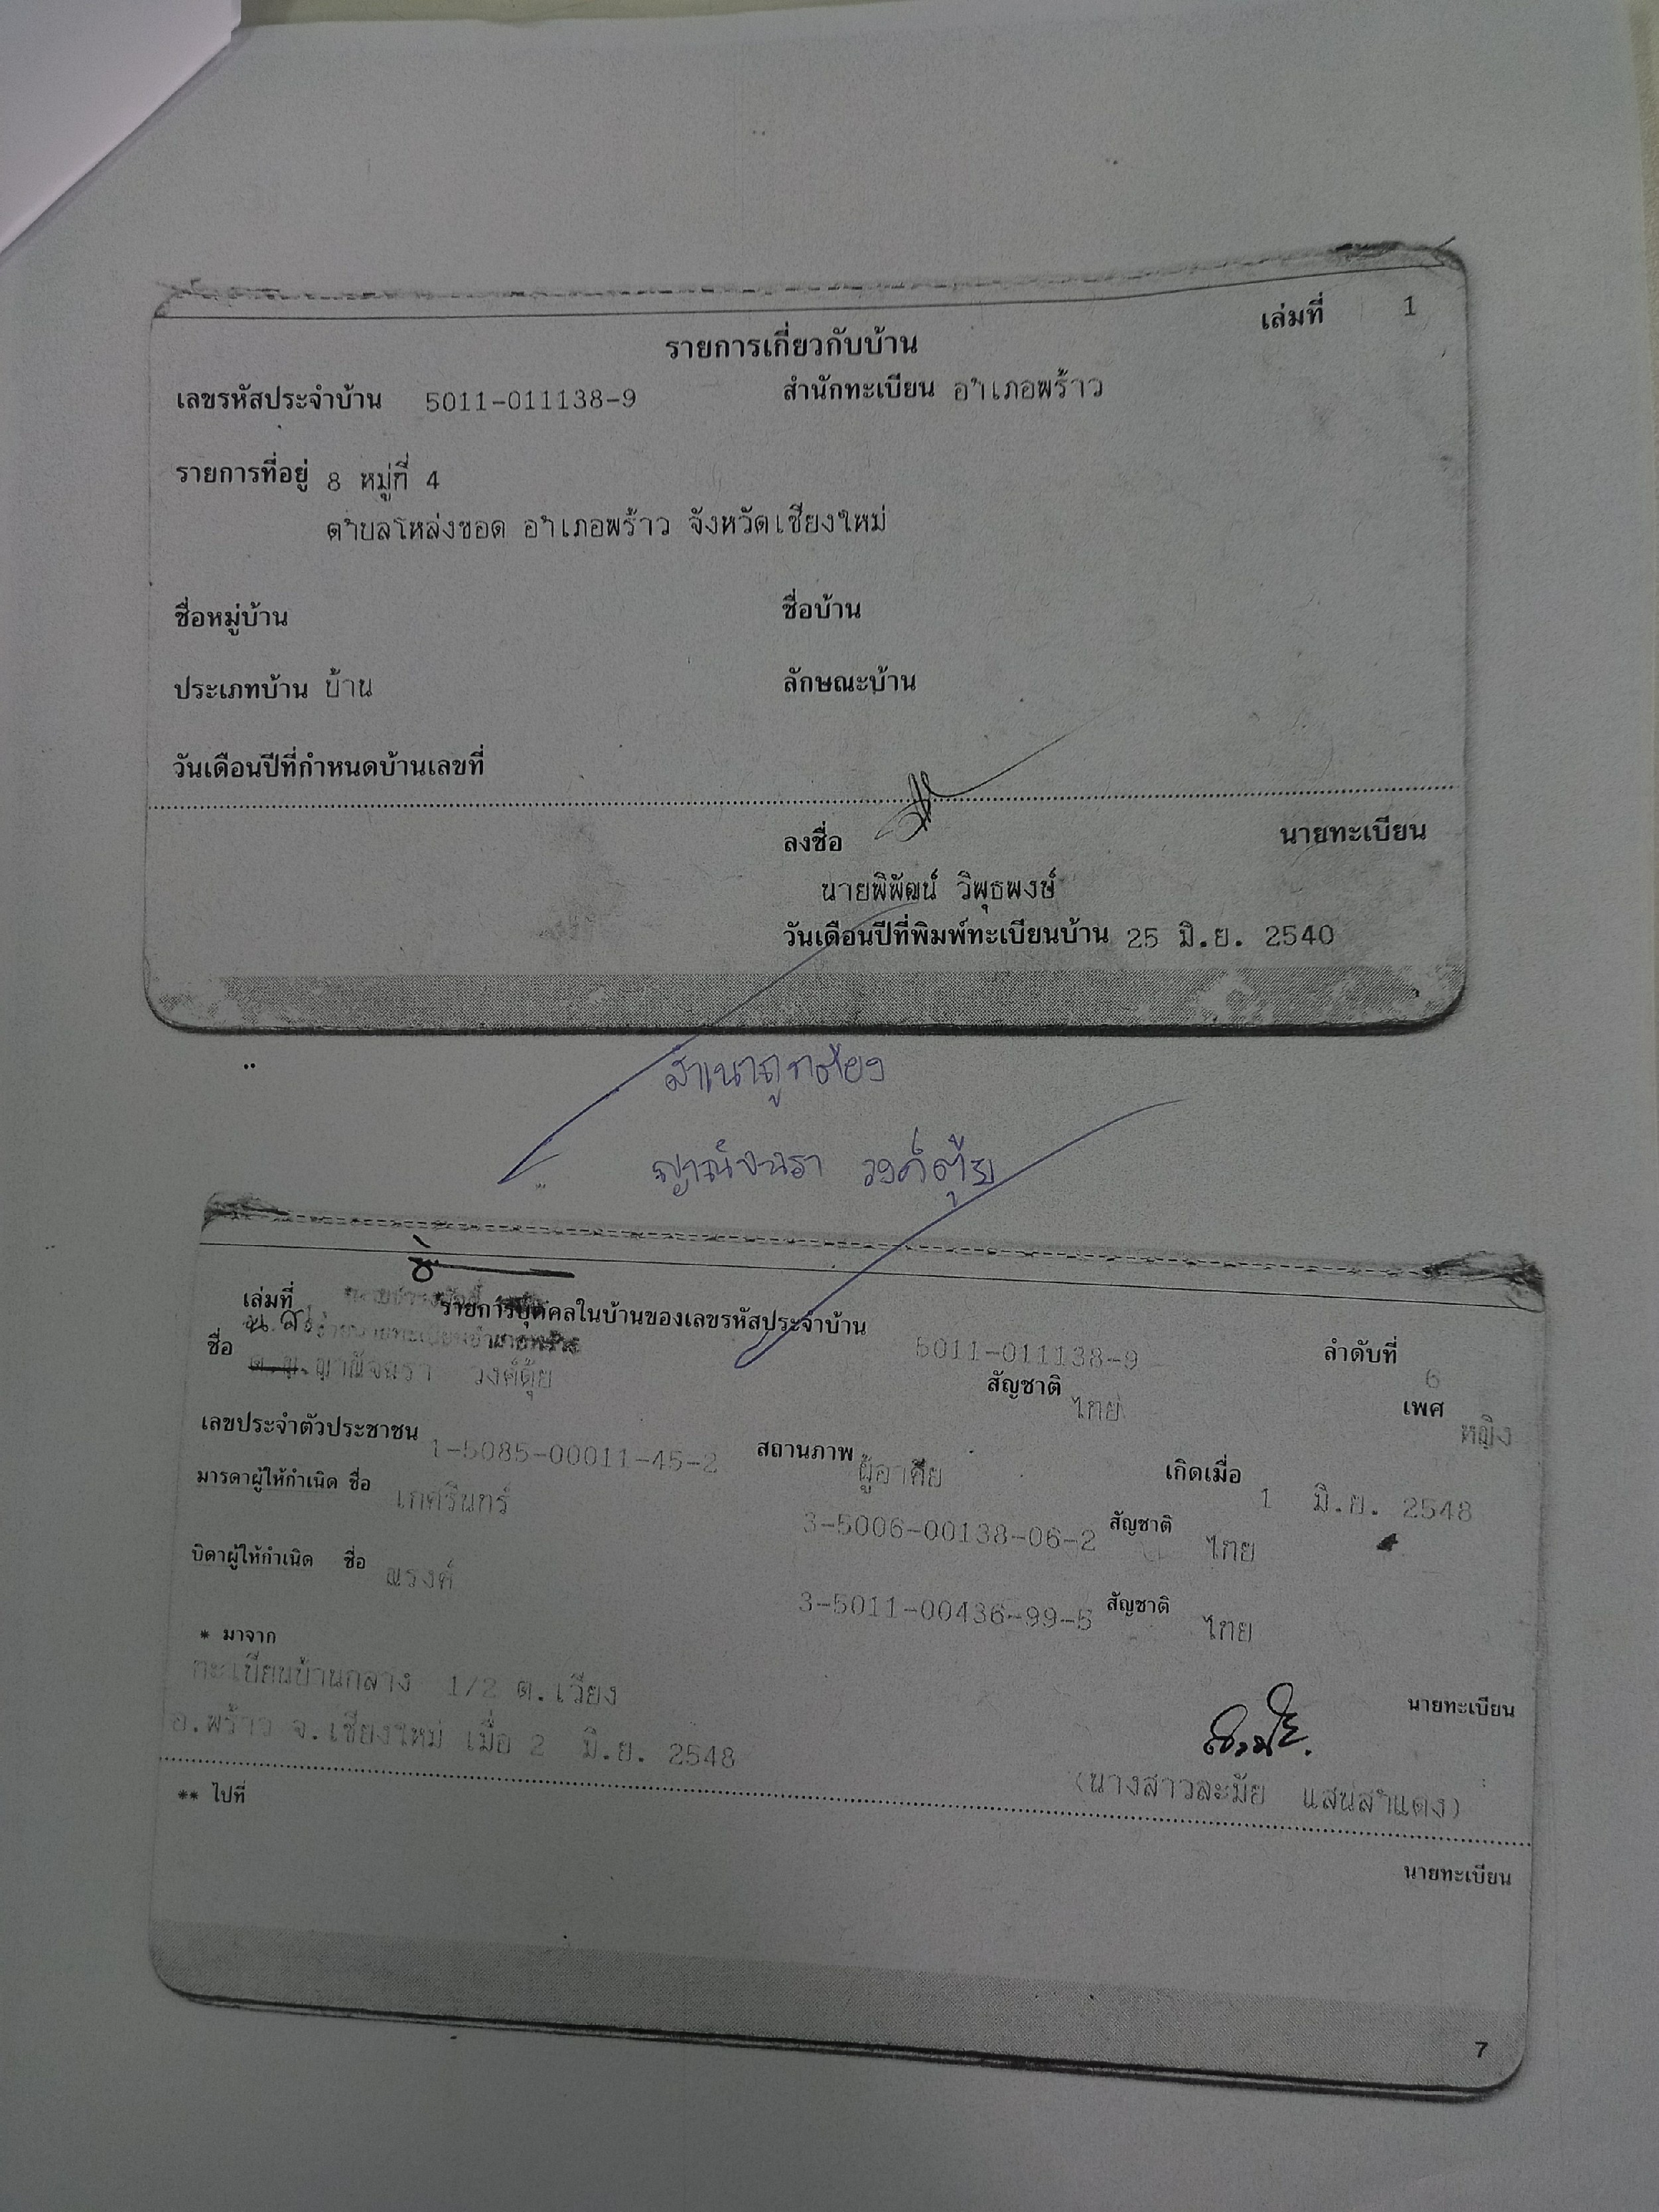 เล่มที่ 1
รายการเกี่ยวกับบ้าน
เลขรหัสประจำบ้าน 5011-011138-9 สำนักทะเบียน อำเภอพร้าว
รายการที่อยู่ 8 หมู่ที่ 4
ตำบลโหล่งขอด อำเภอพร้าว จังหวัดเชียงใหม่
ชื่อหมู่บ้าน ชื่อบ้าน
ประเภทบ้าน บ้าน ลักษณะบ้าน
วันเดือนปีที่กำหนดบ้านเลขที่
ลงชื่อ นายทะเบียน
นายพิพัฒน์ วิพุธพงษ์
วันเดือนปีที่พิมพ์ทะเบียนบ้าน 25 มิ.ย. 2540
สำเนาถูกต้อง
ญาณัจฉรา วงค์ตุ้ย
เล่มที่ รายการบุคคลในบ้านของเลขรหัสประจำบ้าน 5011-011138-9 ลำดับที่ 6
น.ส.
ชื่อ ด.ญ.ญาณัจฉรา วงค์ตุ้ย สัญชาติ ไทย เพศ หญิง
เลขประจำตัวประชาชน 1-5085-00011-45-2 สถานภาพ ผู้อาศัย เกิดเมื่อ 1 มิ.ย. 2548
มารดาผู้ให้กำเนิด ชื่อ เกศรินทร์ 3-5006-00138-06-2 สัญชาติ ไทย
บิดาผู้ให้กำเนิด ชื่อ ณรงค์ 3-5011-00436-99-5 สัญชาติ ไทย
* มาจาก
ทะเบียนบ้านกลาง 1/2 ต.เวียง
อ.พร้าว จ.เชียงใหม่ เมื่อ 2 มิ.ย. 2548 นายทะเบียน
(นางสาวละมัย แสนสำแดง)
** ไปที่
นายทะเบียน
7